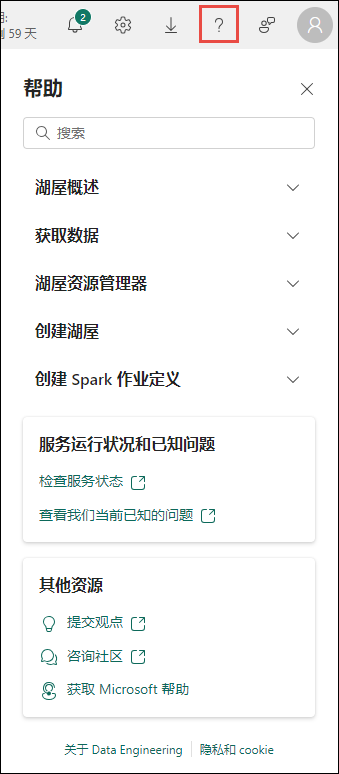 2
期:
剩 59 天
?
帮助
搜索
湖屋概述
获取数据
湖屋资源管理器
创建湖屋
创建 Spark 作业定义
服务运行状况和已知问题
检查服务状态
查看我们当前已知的问题
其他资源
提交观点
咨询社区
获取 Microsoft 帮助
关于 Data Engineering
隐私和 cookie